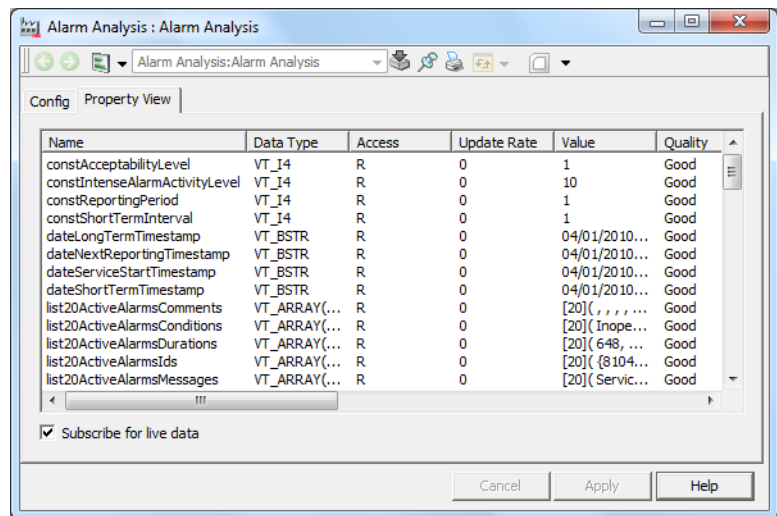 Alarm Analysis : Alarm Analysis
Alarm Analysis:Alarm Analysis
Config Property View
Name Data Type Access Update Rate Value Quality
constAcceptabilityLevel VT_I4 R 0 1 Good
constIntenseAlarmActivityLevel VT_I4 R 0 10 Good
constReportingPeriod VT_I4 R 0 1 Good
constShortTermInterval VT_I4 R 0 1 Good
dateLongTermTimestamp VT_BSTR R 0 04/01/2010... Good
dateNextReportingTimestamp VT_BSTR R 0 04/01/2010... Good
dateServiceStartTimestamp VT_BSTR R 0 04/01/2010... Good
dateShortTermTimestamp VT_BSTR R 0 04/01/2010... Good
list20ActiveAlarmsComments VT_ARRAY(... R 0 [20]( , , , , ... Good
list20ActiveAlarmsConditions VT_ARRAY(... R 0 [20]( Inope... Good
list20ActiveAlarmsDurations VT_ARRAY(... R 0 [20]( 648, ... Good
list20ActiveAlarmsIds VT_ARRAY(... R 0 [20]( {8104... Good
list20ActiveAlarmsMessages VT_ARRAY(... R 0 [20]( Servic... Good
Subscribe for live data
Cancel Apply Help